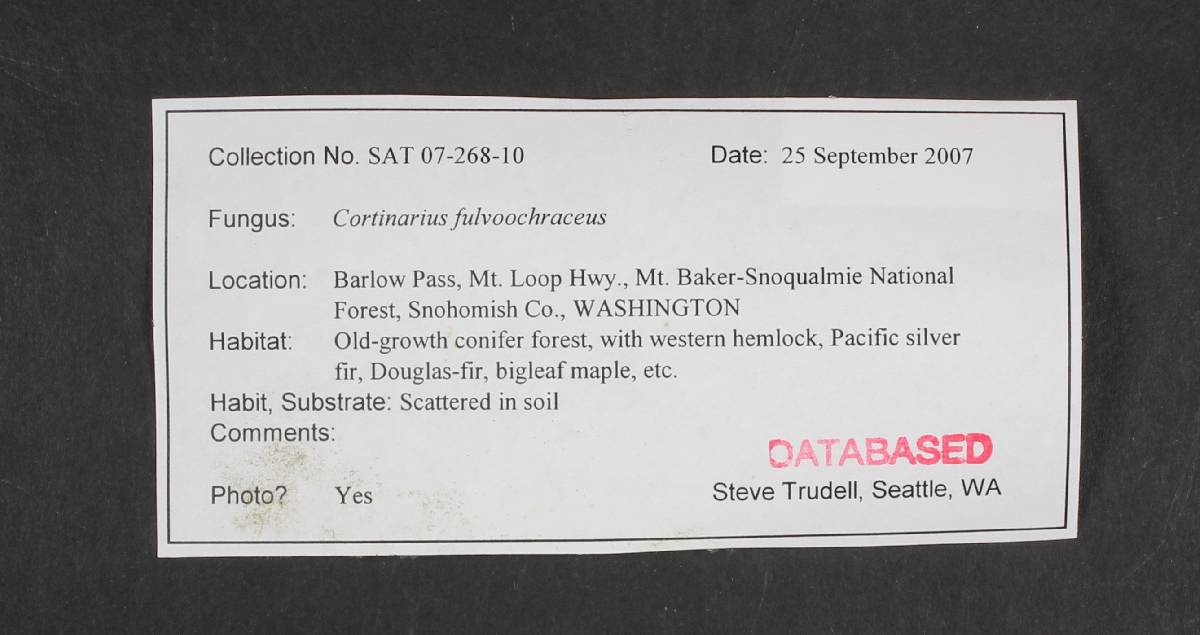 Collection No. SAT 07-268-10 Date: 25 September 2007
Fungus: Cortinarius fulvoochraceus
Location: Barlow Pass, Mt. Loop Hwy., Mt. Baker-Snoqualmie National
Forest, Snohomish Co., WASHINGTON
Habitat: Old-growth conifer forest, with western hemlock, Pacific silver
fir, Douglas-fir, bigleaf maple, etc.
Habit, Substrate: Scattered in soil
Comments:
DATABASED
Photo? Yes Steve Trudell, Seattle, WA